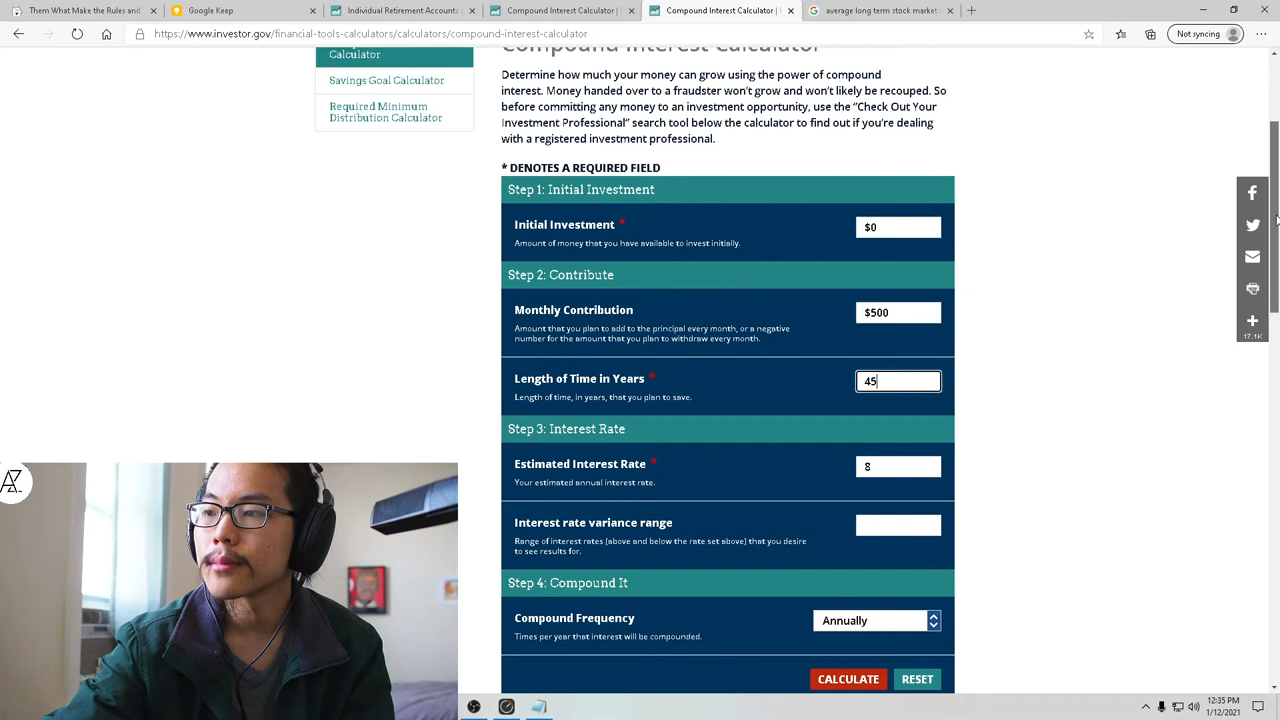 Them What Make the Rules and
Google Keep
Individual Retirement Accounts
Compound Interest Calculator |
Compound Interest Calculator |
average long term stock market
https://www.investor.gov/financial-tools-calculators/calculators/compound-interest-calculator
Not syncing
Calculator
Savings Goal Calculator
Required Minimum
Distribution Calculator
Compound Interest Calculator
Determine how much your money can grow using the power of compound
interest. Money handed over to a fraudster won't grow and won't likely be recouped. So
before committing any money to an investment opportunity, use the "Check Out Your
Investment Professional" search tool below the calculator to find out if you're dealing
with a registered investment professional.
* DENOTES A REQUIRED FIELD
Step 1: Initial Investment
Initial Investment *
$0
Amount of money that you have available to invest initially.
Step 2: Contribute
Monthly Contribution
$500
Amount that you plan to add to the principal every month, or a negative
number for the amount that you plan to withdraw every month.
Length of Time in Years *
45
Length of time, in years, that you plan to save.
Step 3: Interest Rate
Estimated Interest Rate *
8
Your estimated annual interest rate.
Interest rate variance range
Range of interest rates (above and below the rate set above) that you desire
to see results for.
Step 4: Compound It
Compound Frequency
Annually
Times per year that interest will be compounded.
CALCULATE
RESET
17.1K
AZ
12:35 PM
1/12/2021